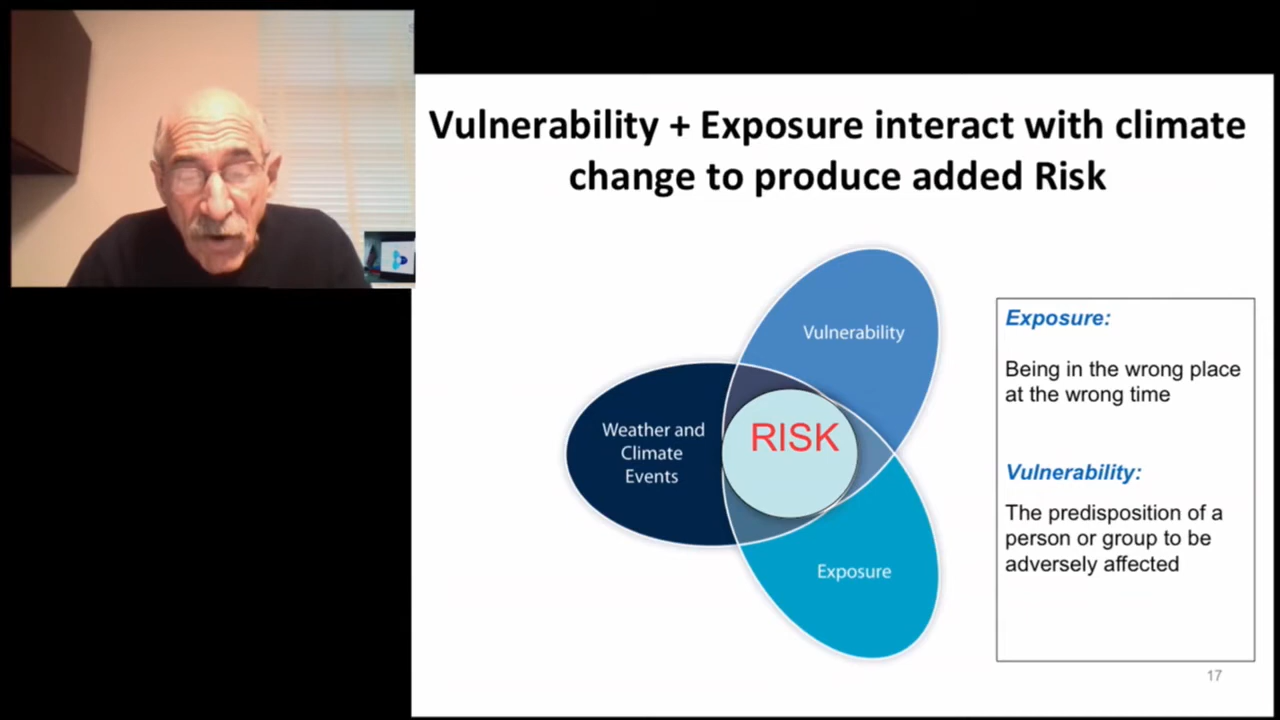 Vulnerability + Exposure interact with climate
change to produce added Risk
Vulnerability
Weather and
Climate
Events
RISK
Exposure
Exposure:
Being in the wrong place
at the wrong time
Vulnerability:
The predisposition of a
person or group to be
adversely affected
17